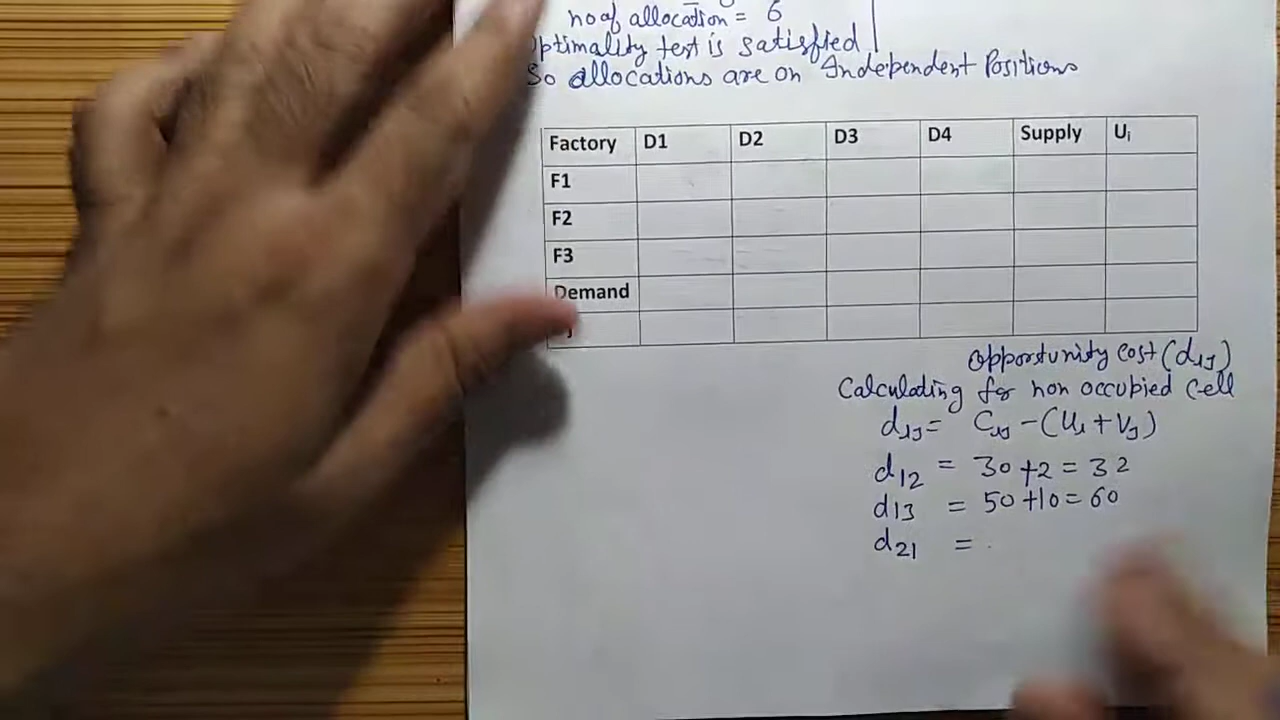 no of allocation = 6
Optimality test is satisfied
So allocations are on Independent Positions
Factory D1 D2 D3 D4 Supply Ui
F1
F2
F3
Demand
opportunity cost (dij)
Calculating for non occupied cell
dij = Cij - (Ui + Vj)
d12 = 30 + 2 = 32
d13 = 50 + 10 = 60
d21 =